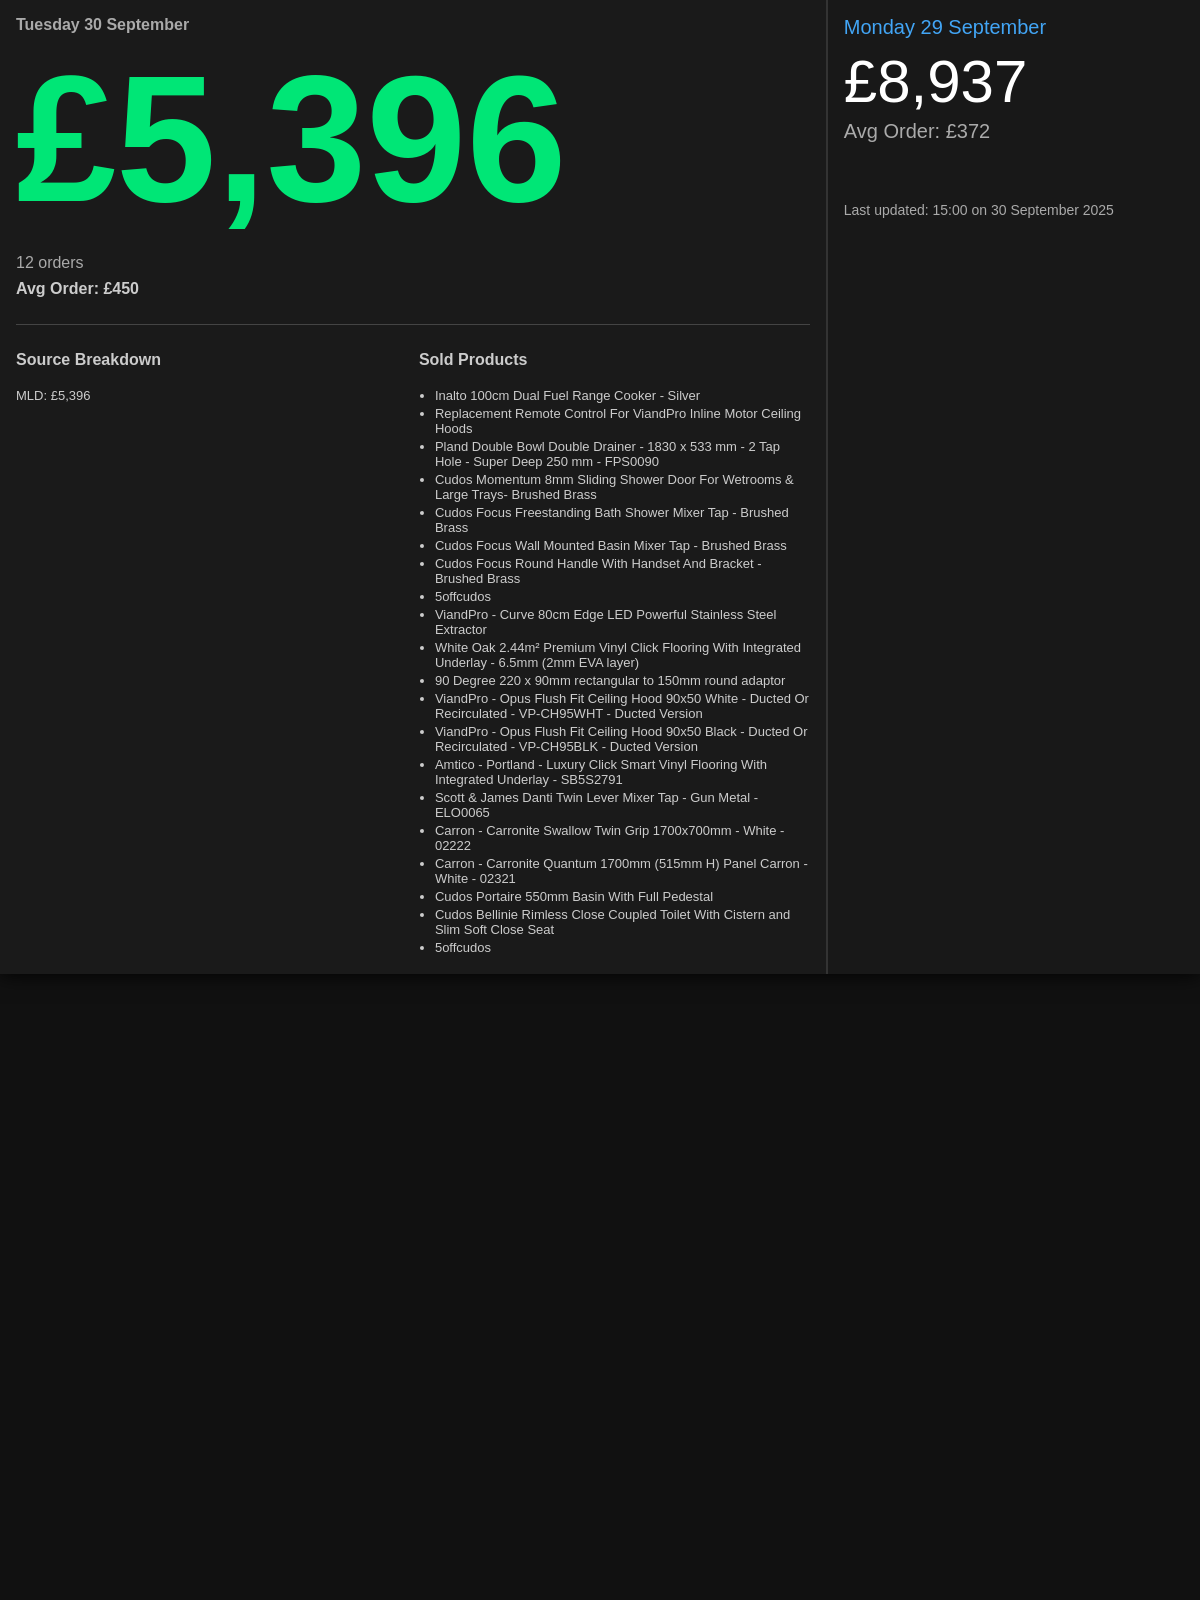 Tuesday 30 September
£5,396
12 orders
Avg Order: £450
Source Breakdown
MLD: £5,396
Sold Products
Inalto 100cm Dual Fuel Range Cooker - Silver
Replacement Remote Control For ViandPro Inline Motor Ceiling
Hoods
Pland Double Bowl Double Drainer - 1830 x 533 mm - 2 Tap
Hole - Super Deep 250 mm - FPS0090
Cudos Momentum 8mm Sliding Shower Door For Wetrooms &
Large Trays- Brushed Brass
Cudos Focus Freestanding Bath Shower Mixer Tap - Brushed
Brass
Cudos Focus Wall Mounted Basin Mixer Tap - Brushed Brass
Cudos Focus Round Handle With Handset And Bracket -
Brushed Brass
5offcudos
ViandPro - Curve 80cm Edge LED Powerful Stainless Steel
Extractor
White Oak 2.44m² Premium Vinyl Click Flooring With Integrated
Underlay - 6.5mm (2mm EVA layer)
90 Degree 220 x 90mm rectangular to 150mm round adaptor
ViandPro - Opus Flush Fit Ceiling Hood 90x50 White - Ducted Or
Recirculated - VP-CH95WHT - Ducted Version
ViandPro - Opus Flush Fit Ceiling Hood 90x50 Black - Ducted Or
Recirculated - VP-CH95BLK - Ducted Version
Amtico - Portland - Luxury Click Smart Vinyl Flooring With
Integrated Underlay - SB5S2791
Scott & James Danti Twin Lever Mixer Tap - Gun Metal -
ELO0065
Carron - Carronite Swallow Twin Grip 1700x700mm - White -
02222
Carron - Carronite Quantum 1700mm (515mm H) Panel Carron -
White - 02321
Cudos Portaire 550mm Basin With Full Pedestal
Cudos Bellinie Rimless Close Coupled Toilet With Cistern and
Slim Soft Close Seat
5offcudos
Monday 29 September
£8,937
Avg Order: £372
Last updated: 15:00 on 30 September 2025